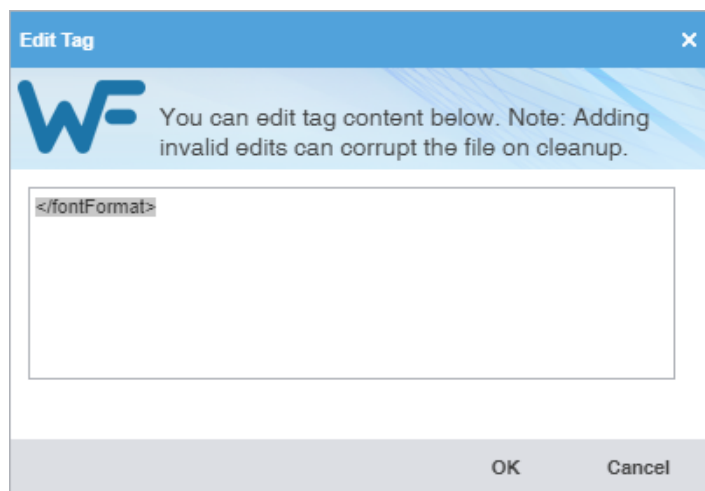 Edit Tag
×
WF
You can edit tag content below. Note: Adding
invalid edits can corrupt the file on cleanup.
</fontFormat>
OK Cancel